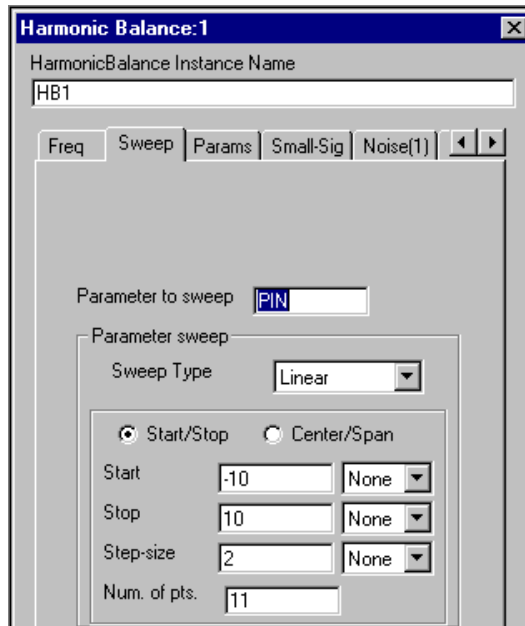 Harmonic Balance:1
HarmonicBalance Instance Name
HB1
Freq Sweep Params Small-Sig Noise(1)
Parameter to sweep PIN
Parameter sweep
Sweep Type Linear
Start/Stop Center/Span
Start -10 None
Stop 10 None
Step-size 2 None
Num. of pts. 11